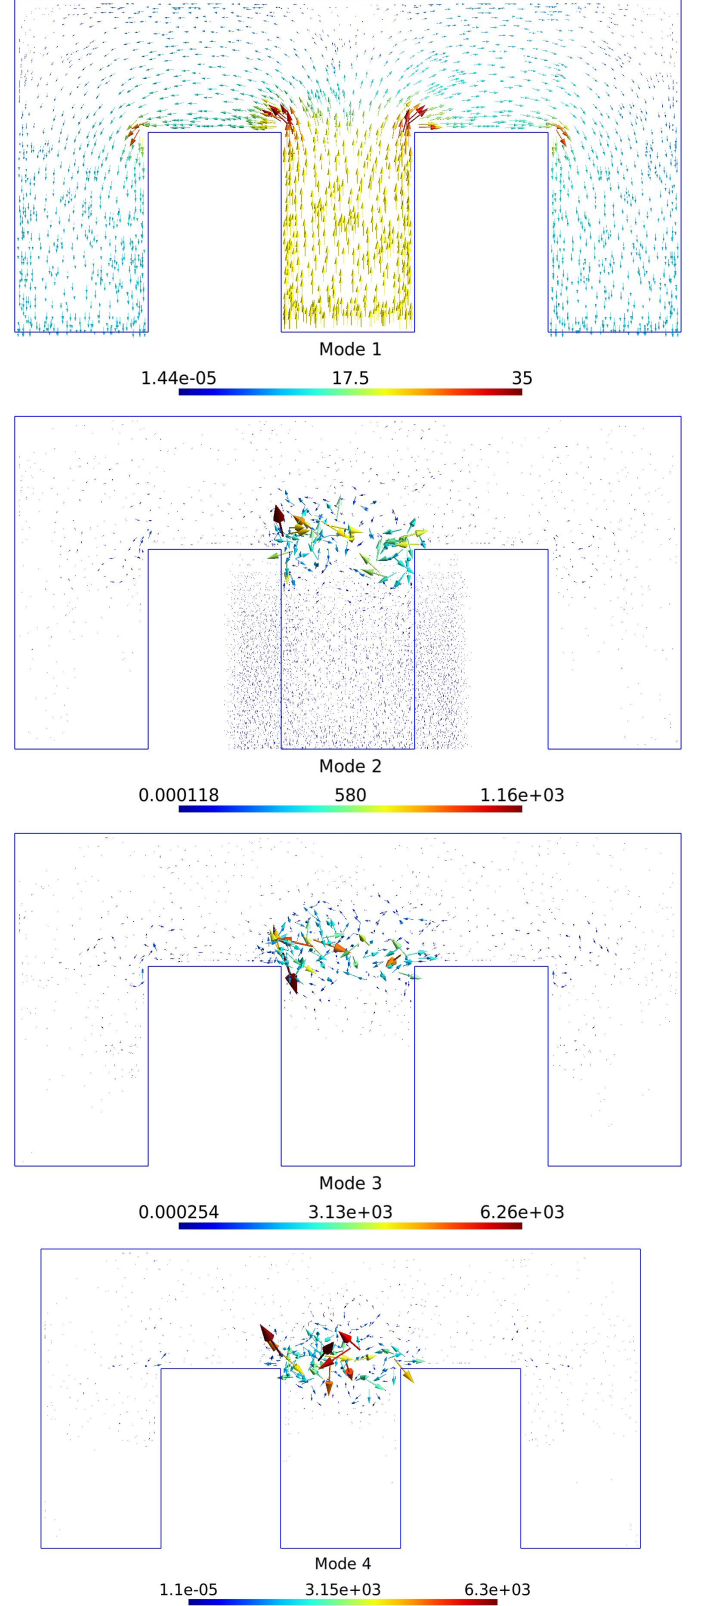 Mode 1
1.44e-05 17.5 35
Mode 2
0.000118 580 1.16e+03
Mode 3
0.000254 3.13e+03 6.26e+03
Mode 4
1.1e-05 3.15e+03 6.3e+03